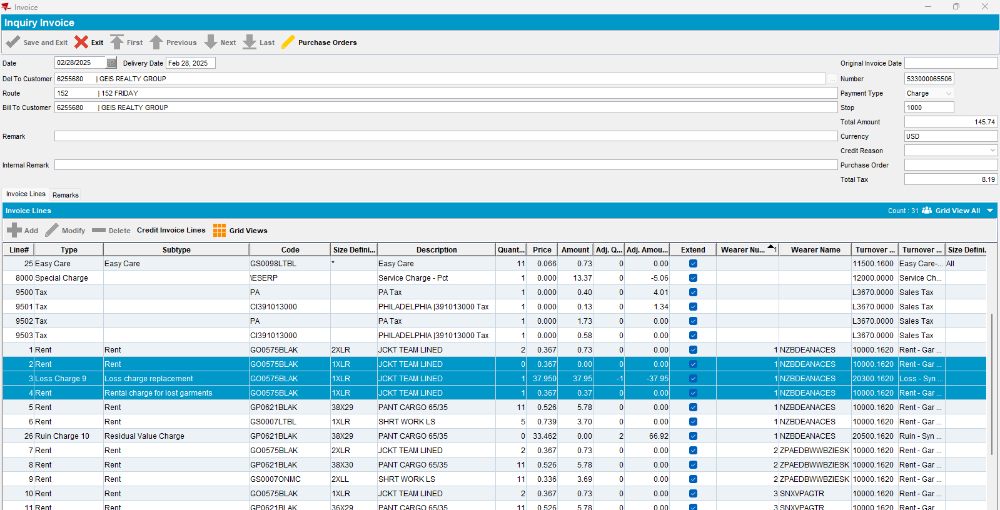 Invoice
Inquiry Invoice
Save and Exit Exit First Previous Next Last Purchase Orders
Date 02/28/2025 16 Delivery Date Feb 28, 2025 Original Invoice Date
Del To Customer 6255680 | GEIS REALTY GROUP ... Number 533000065506
Route 152 | 152 FRIDAY Payment Type Charge
Bill To Customer 6255680 | GEIS REALTY GROUP Stop 1000
Total Amount 145.74
Remark Currency USD
Credit Reason
Internal Remark Purchase Order
Total Tax 8.19
Invoice Lines Remarks
Invoice Lines Count : 31 Grid View All
Add Modify Delete Credit Invoice Lines Grid Views
Line# Type Subtype Code Size Defini... Description Quant... Price Amount Adj. Q... Adj. Amou... Extend Wearer Nu... 1 Wearer Name Turnover ... Turnover ... Size Defini.
25 Easy Care Easy Care GS0098LTBL * Easy Care 11 0.066 0.73 0 0.00 11500.1600 Easy Care-... All
8000 Special Charge \ESERP Service Charge - Pct 1 0.000 13.37 0 -5.06 12000.0000 Service Ch...
9500 Tax PA PA Tax 1 0.000 0.40 0 4.01 L3670.0000 Sales Tax
9501 Tax CI391013000 PHILADELPHIA |391013000 Tax 1 0.000 0.13 0 1.34 L3670.0000 Sales Tax
9502 Tax PA PA Tax 1 0.000 1.73 0 0.00 L3670.0000 Sales Tax
9503 Tax CI391013000 PHILADELPHIA |391013000 Tax 1 0.000 0.58 0 0.00 L3670.0000 Sales Tax
1 Rent Rent GO0575BLAK 2XLR JCKT TEAM LINED 2 0.367 0.73 0 0.00 1 NZBDEANACES 10000.1620 Rent - Gar ...
2 Rent Rent GO0575BLAK 1XLR JCKT TEAM LINED 0 0.367 0.00 0 0.00 1 NZBDEANACES 10000.1620 Rent - Gar ...
3 Loss Charge 9 Loss charge replacement GO0575BLAK 1XLR JCKT TEAM LINED 1 37.950 37.95 -1 -37.95 1 NZBDEANACES 20300.1620 Loss - Syn ...
4 Rent Rental charge for lost garments GO0575BLAK 1XLR JCKT TEAM LINED 1 0.367 0.37 0 0.00 1 NZBDEANACES 10000.1620 Rent - Gar ...
5 Rent Rent GP0621BLAK 38X29 PANT CARGO 65/35 11 0.526 5.78 0 0.00 1 NZBDEANACES 10000.1620 Rent - Gar ...
6 Rent Rent GS0007LTBL 1XLR SHRT WORK LS 5 0.739 3.70 0 0.00 1 NZBDEANACES 10000.1620 Rent - Gar ...
26 Ruin Charge 10 Residual Value Charge GP0621BLAK 38X29 PANT CARGO 65/35 0 33.462 0.00 2 66.92 1 NZBDEANACES 20500.1620 Ruin - Syn ...
7 Rent Rent GO0575BLAK 2XLR JCKT TEAM LINED 2 0.367 0.73 0 0.00 2 ZPAEDBWWBZIESK 10000.1620 Rent - Gar ...
8 Rent Rent GP0621BLAK 38X30 PANT CARGO 65/35 11 0.526 5.78 0 0.00 2 ZPAEDBWWBZIESK 10000.1620 Rent - Gar ...
9 Rent Rent GS0007ONMC 2XLL SHRT WORK LS 11 0.336 3.69 0 0.00 2 ZPAEDBWWBZIESK 10000.1620 Rent - Gar ...
10 Rent Rent GO0575BLAK 1XLR JCKT TEAM LINED 2 0.367 0.73 0 0.00 3 SNXVPAGTR 10000.1620 Rent - Gar ...
11 Rent Rent GP0621BLAK 36X29 PANT CARGO 65/35 11 0.526 5.78 0 0.00 3 SNXVPAGTR 10000.1620 Rent - Gar ...